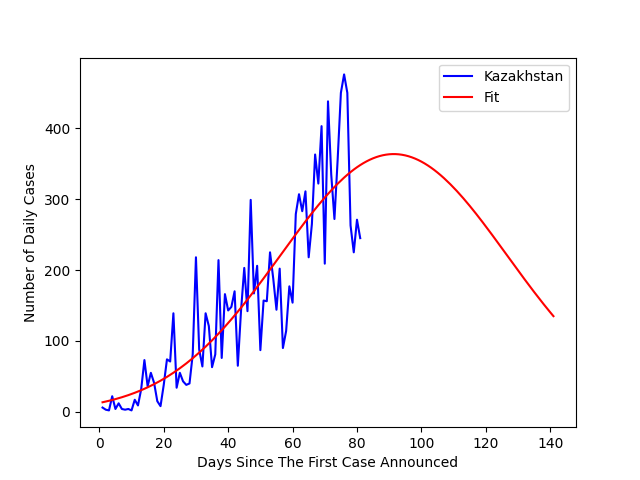 Kazakhstan
Fit
Number of Daily Cases
400
300
200
100
0
0 20 40 60 80 100 120 140
Days Since The First Case Announced